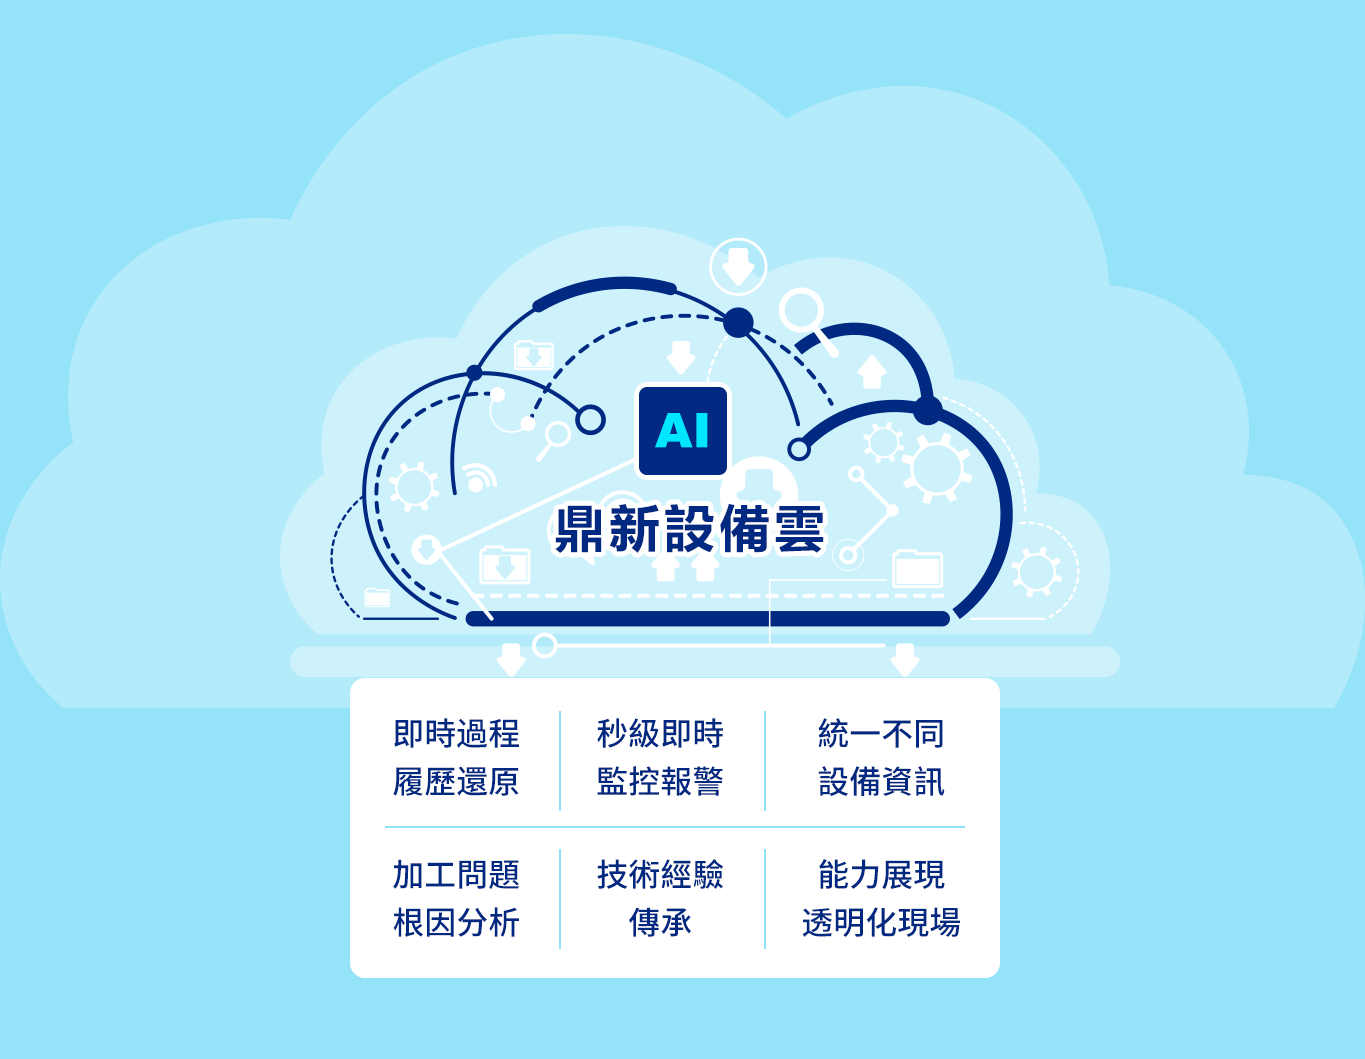 AI
鼎新設備雲
即時過程
履歷還原
秒級即時
監控報警
統一不同
設備資訊
加工問題
根因分析
技術經驗
傳承
能力展現
透明化現場